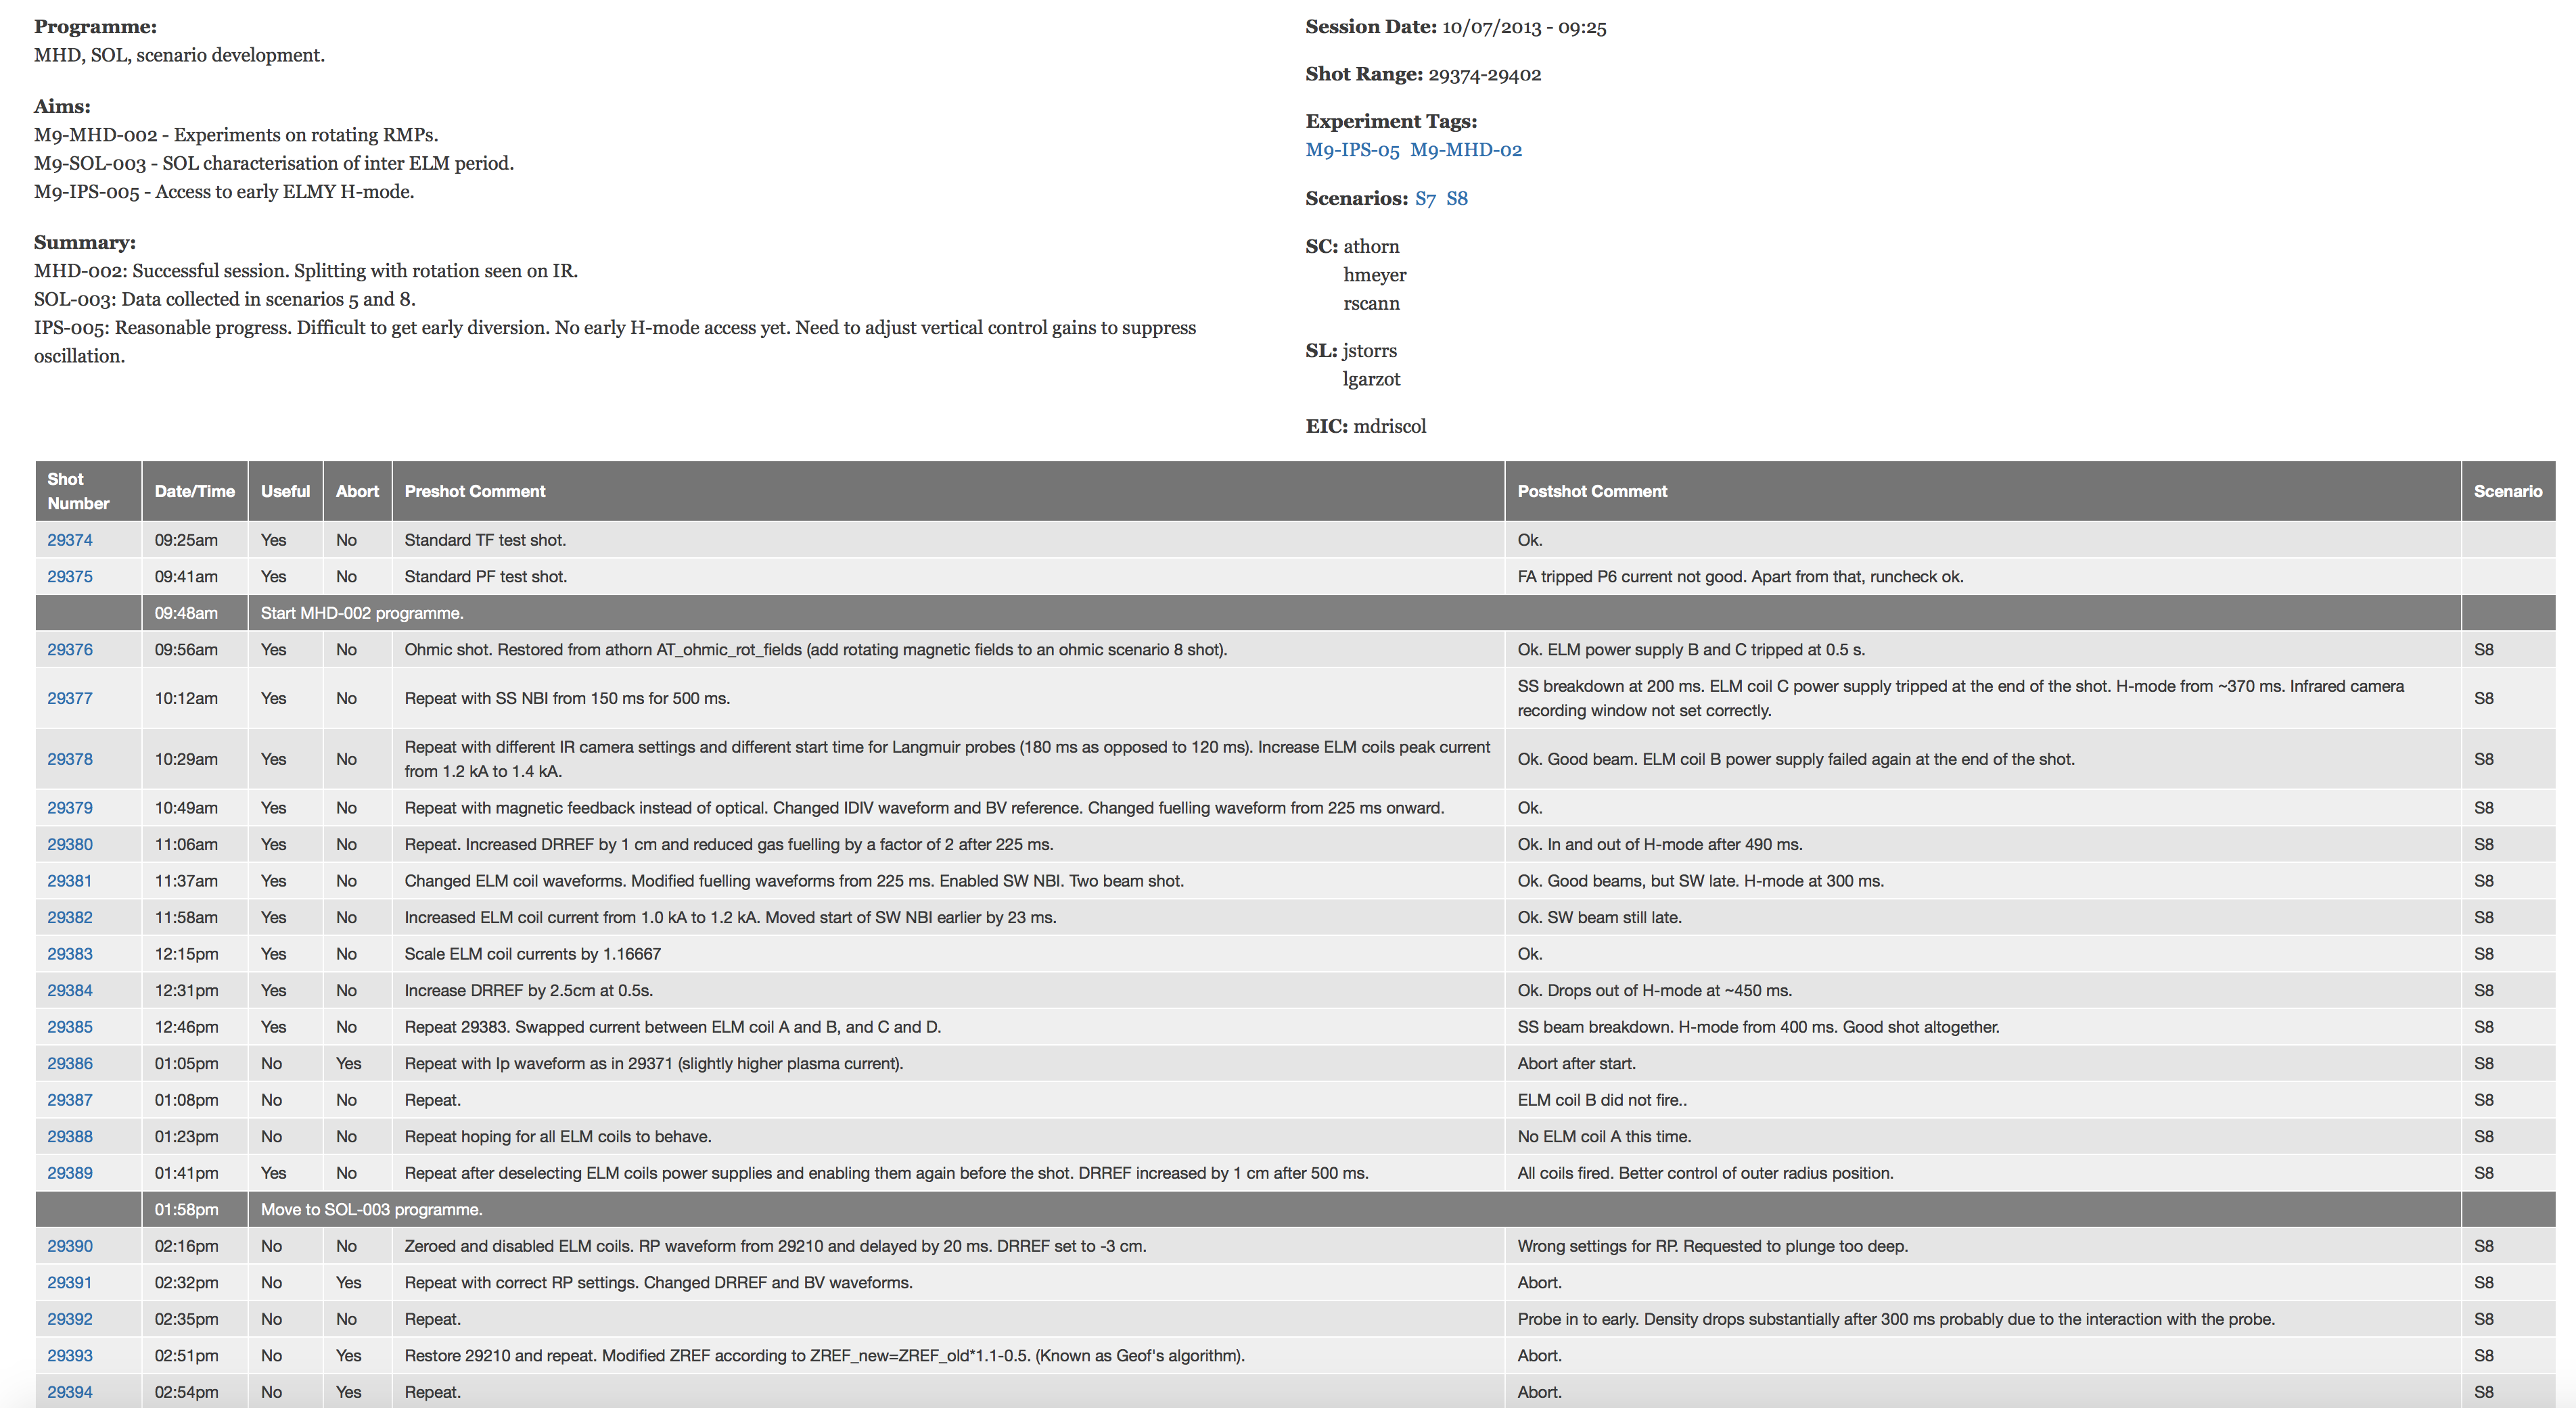 Programme:
MHD, SOL, scenario development.
Aims:
M9-MHD-002 - Experiments on rotating RMPs.
M9-SOL-003 - SOL characterisation of inter ELM period.
M9-IPS-005 - Access to early ELMY H-mode.
Summary:
MHD-002: Successful session. Splitting with rotation seen on IR.
SOL-003: Data collected in scenarios 5 and 8.
IPS-005: Reasonable progress. Difficult to get early diversion. No early H-mode access yet. Need to adjust vertical control gains to suppress
oscillation.
Session Date: 10/07/2013 - 09:25
Shot Range: 29374-29402
Experiment Tags:
M9-IPS-05 M9-MHD-02
Scenarios: S7 S8
SC: athorn
hmeyer
rscann
SL: jstorrs
lgarzot
EIC: mdriscol
Shot
Number Date/Time Useful Abort Preshot Comment Postshot Comment Scenario
29374 09:25am Yes No Standard TF test shot. Ok.
29375 09:41am Yes No Standard PF test shot. FA tripped P6 current not good. Apart from that, runcheck ok.
09:48am Start MHD-002 programme.
29376 09:56am Yes No Ohmic shot. Restored from athorn AT_ohmic_rot_fields (add rotating magnetic fields to an ohmic scenario 8 shot). Ok. ELM power supply B and C tripped at 0.5 s. S8
29377 10:12am Yes No Repeat with SS NBI from 150 ms for 500 ms. SS breakdown at 200 ms. ELM coil C power supply tripped at the end of the shot. H-mode from ~370 ms. Infrared camera
recording window not set correctly. S8
29378 10:29am Yes No Repeat with different IR camera settings and different start time for Langmuir probes (180 ms as opposed to 120 ms). Increase ELM coils peak current
from 1.2 kA to 1.4 kA. Ok. Good beam. ELM coil B power supply failed again at the end of the shot. S8
29379 10:49am Yes No Repeat with magnetic feedback instead of optical. Changed IDIV waveform and BV reference. Changed fuelling waveform from 225 ms onward. Ok. S8
29380 11:06am Yes No Repeat. Increased DRREF by 1 cm and reduced gas fuelling by a factor of 2 after 225 ms. Ok. In and out of H-mode after 490 ms. S8
29381 11:37am Yes No Changed ELM coil waveforms. Modified fuelling waveforms from 225 ms. Enabled SW NBI. Two beam shot. Ok. Good beams, but SW late. H-mode at 300 ms. S8
29382 11:58am Yes No Increased ELM coil current from 1.0 kA to 1.2 kA. Moved start of SW NBI earlier by 23 ms. Ok. SW beam still late. S8
29383 12:15pm Yes No Scale ELM coil currents by 1.16667 Ok. S8
29384 12:31pm Yes No Increase DRREF by 2.5cm at 0.5s. Ok. Drops out of H-mode at ~450 ms. S8
29385 12:46pm Yes No Repeat 29383. Swapped current between ELM coil A and B, and C and D. SS beam breakdown. H-mode from 400 ms. Good shot altogether. S8
29386 01:05pm No Yes Repeat with Ip waveform as in 29371 (slightly higher plasma current). Abort after start. S8
29387 01:08pm No No Repeat. ELM coil B did not fire.. S8
29388 01:23pm No No Repeat hoping for all ELM coils to behave. No ELM coil A this time. S8
29389 01:41pm Yes No Repeat after deselecting ELM coils power supplies and enabling them again before the shot. DRREF increased by 1 cm after 500 ms. All coils fired. Better control of outer radius position. S8
01:58pm Move to SOL-003 programme.
29390 02:16pm No No Zeroed and disabled ELM coils. RP waveform from 29210 and delayed by 20 ms. DRREF set to -3 cm. Wrong settings for RP. Requested to plunge too deep. S8
29391 02:32pm No Yes Repeat with correct RP settings. Changed DRREF and BV waveforms. Abort. S8
29392 02:35pm No No Repeat. Probe in to early. Density drops substantially after 300 ms probably due to the interaction with the probe. S8
29393 02:51pm No Yes Restore 29210 and repeat. Modified ZREF according to ZREF_new=ZREF_old*1.1-0.5. (Known as Geof's algorithm). Abort. S8
29394 02:54pm No Yes Repeat. Abort. S8